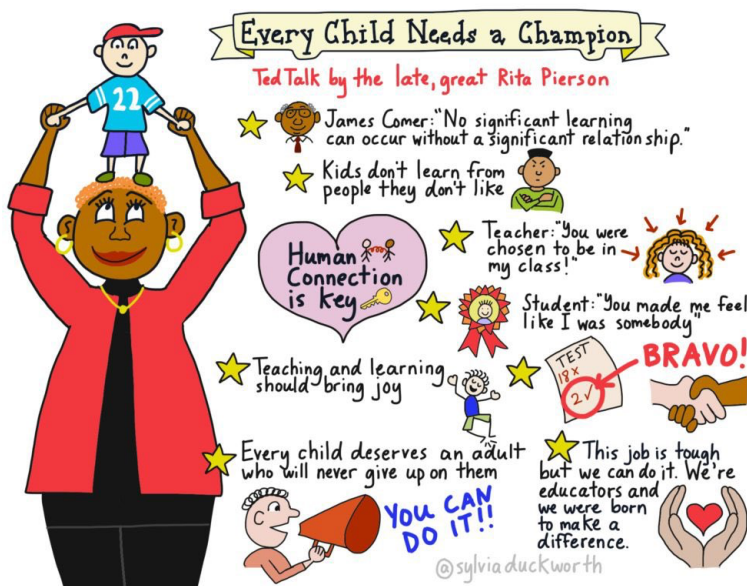 Every Child Needs a Champion
Ted Talk by the late, great Rita Pierson
22
James Comer: "No significant learning
can occur without a significant relationship."
Kids don't learn from
people they don't like
Human
Connection
is key
Teacher: "You were
chosen to be in
my class!"
Student: "You made me feel
like I was somebody"
Teaching and learning
should bring joy
TEST
18x
2✓
BRAVO!
Every child deserves an adult
who will never give up on them
YOU CAN
DO IT!!
This job is tough
but we can do it. We're
educators and
we were born
to make a
difference.
@sylviaduckworth